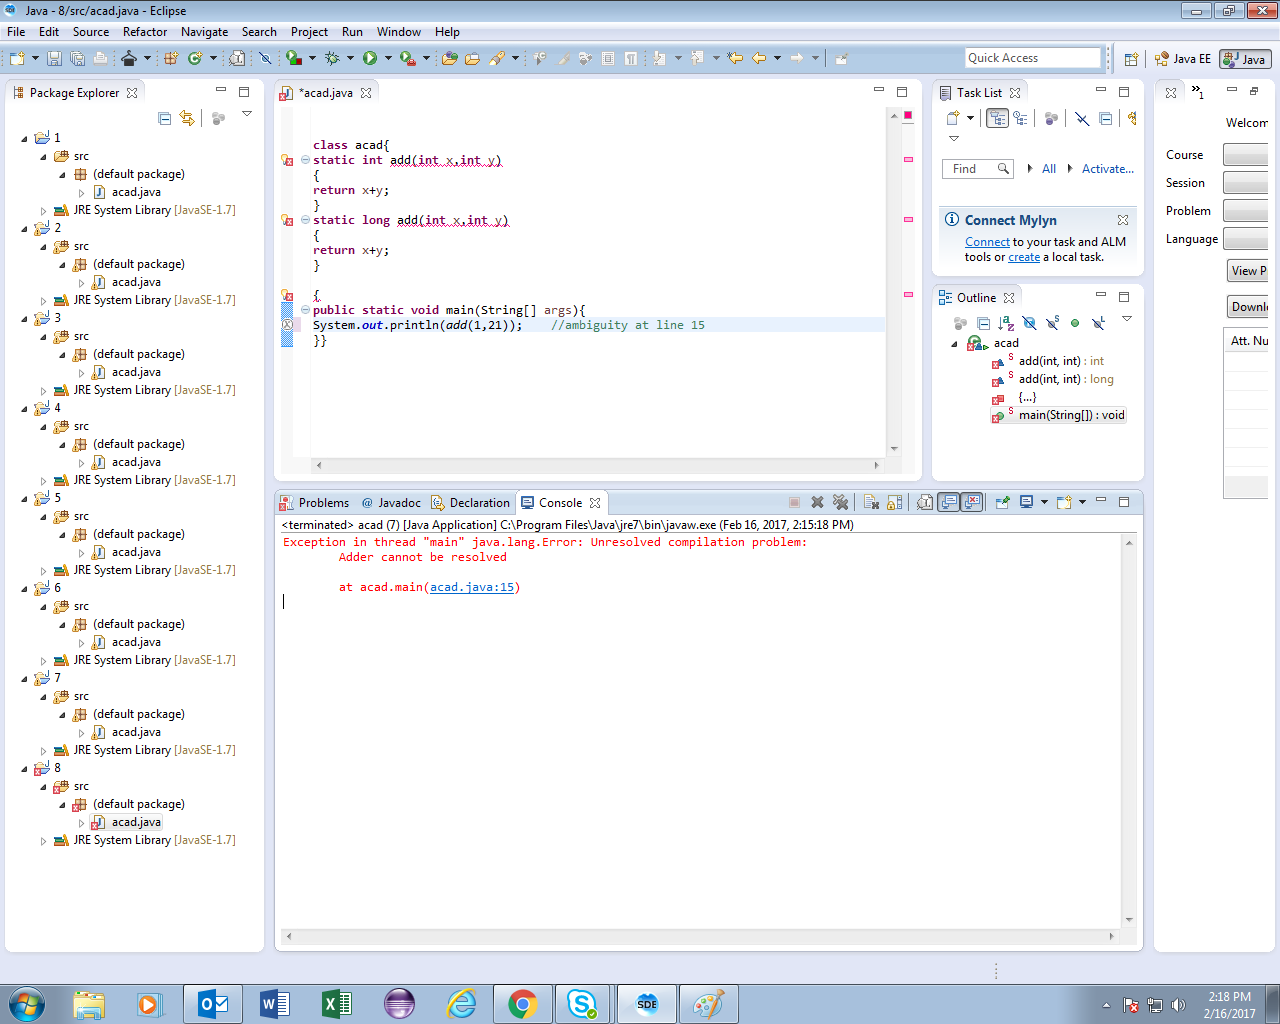 Java - 8/src/acad.java - Eclipse
File Edit Source Refactor Navigate Search Project Run Window Help
Quick Access
Java EE
Java
Package Explorer
1
src
(default package)
acad.java
JRE System Library [JavaSE-1.7]
2
src
(default package)
acad.java
JRE System Library [JavaSE-1.7]
3
src
(default package)
acad.java
JRE System Library [JavaSE-1.7]
4
src
(default package)
acad.java
JRE System Library [JavaSE-1.7]
5
src
(default package)
acad.java
JRE System Library [JavaSE-1.7]
6
src
(default package)
acad.java
JRE System Library [JavaSE-1.7]
7
src
(default package)
acad.java
JRE System Library [JavaSE-1.7]
8
src
(default package)
acad.java
JRE System Library [JavaSE-1.7]
*acad.java
class acad{
static int add(int x,int y)
{
return x+y;
}
static long add(int x,int y)
{
return x+y;
}
{
public static void main(String[] args){
System.out.println(add(1,21));    //ambiguity at line 15
}}
Task List
Find
All
Activate...
Connect Mylyn
Connect to your task and ALM
tools or create a local task.
Outline
acad
add(int, int) : int
add(int, int) : long
{...}
main(String[]) : void
1
Welcom
Course
Session
Problem
Language
View P
Downl
Att. Nu
Problems
@ Javadoc
Declaration
Console
<terminated> acad (7) [Java Application] C:\Program Files\Java\jre7\bin\javaw.exe (Feb 16, 2017, 2:15:18 PM)
Exception in thread "main" java.lang.Error: Unresolved compilation problem:
Adder cannot be resolved
at acad.main(acad.java:15)
SDE
2:18 PM
2/16/2017